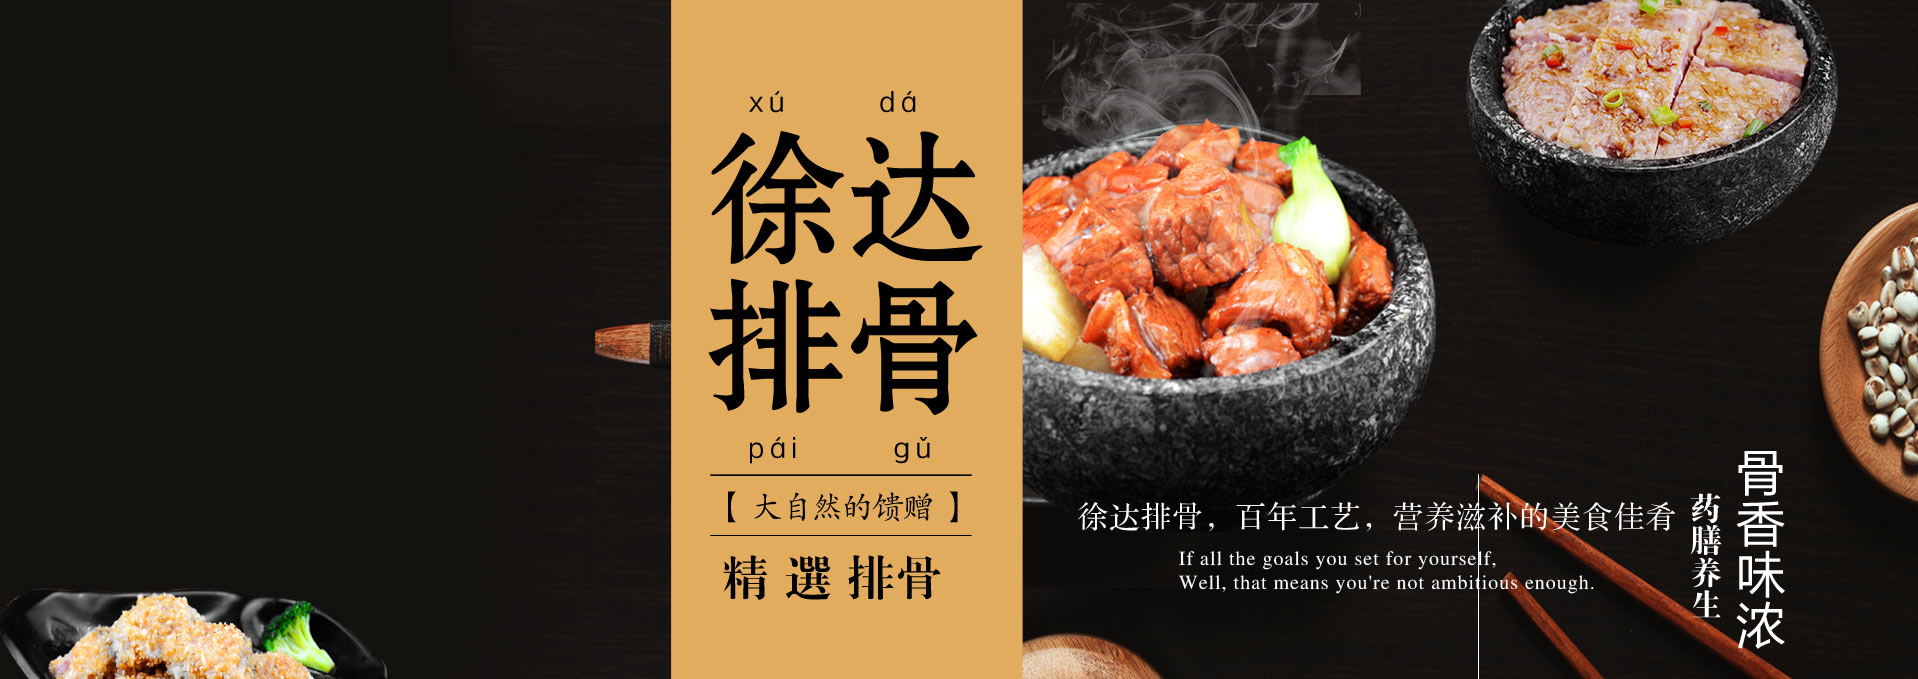 xú dá
徐达
排骨
pái gǔ
【 大自然的馈赠 】
精選排骨
徐达排骨，百年工艺，营养滋补的美食佳肴
If all the goals you set for yourself,
Well, that means you're not ambitious enough.
骨香味浓
药膳养生